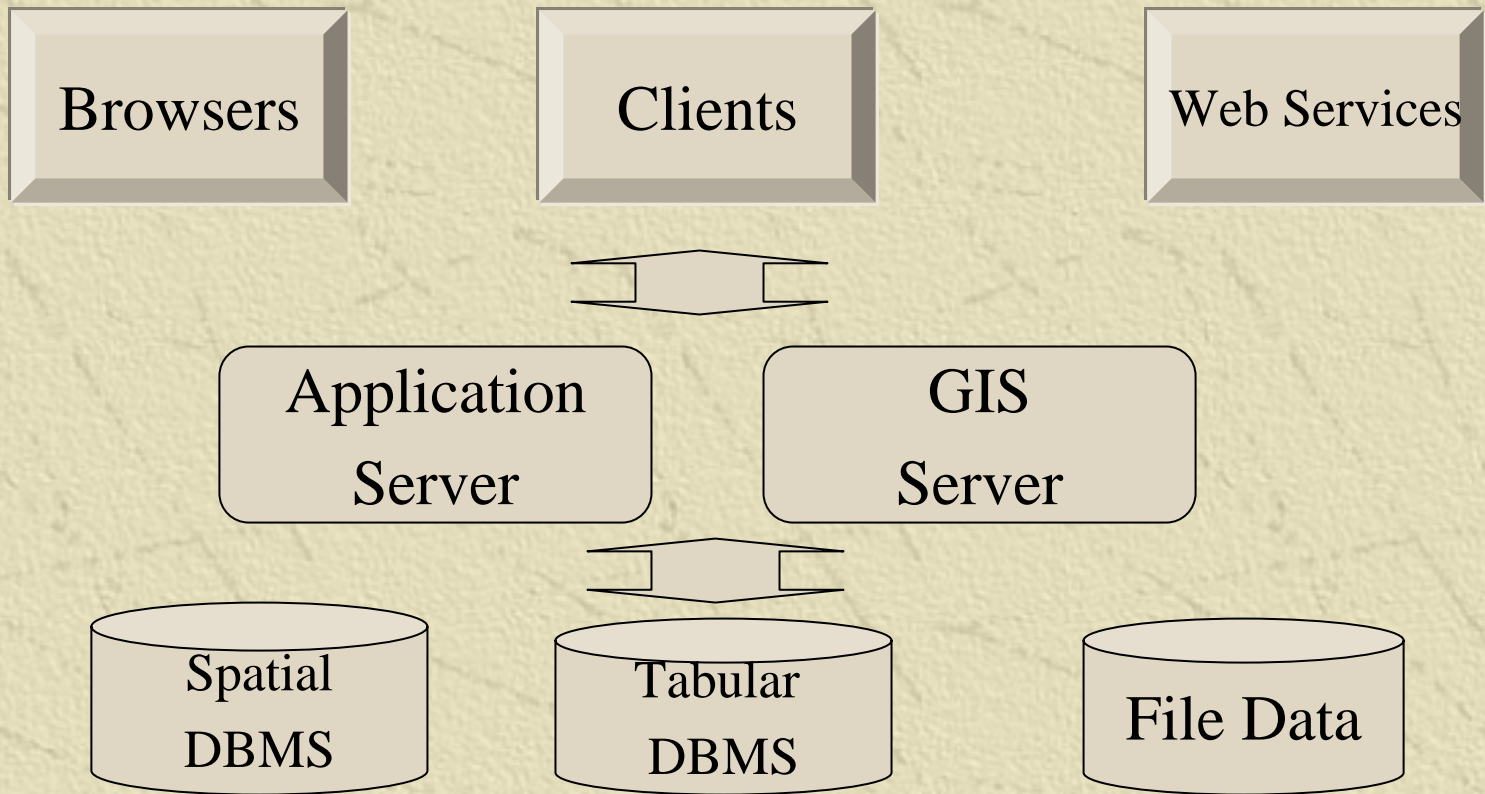 Browsers
Clients
Web Services
Application
Server
GIS
Server
Spatial
DBMS
Tabular
DBMS
File Data